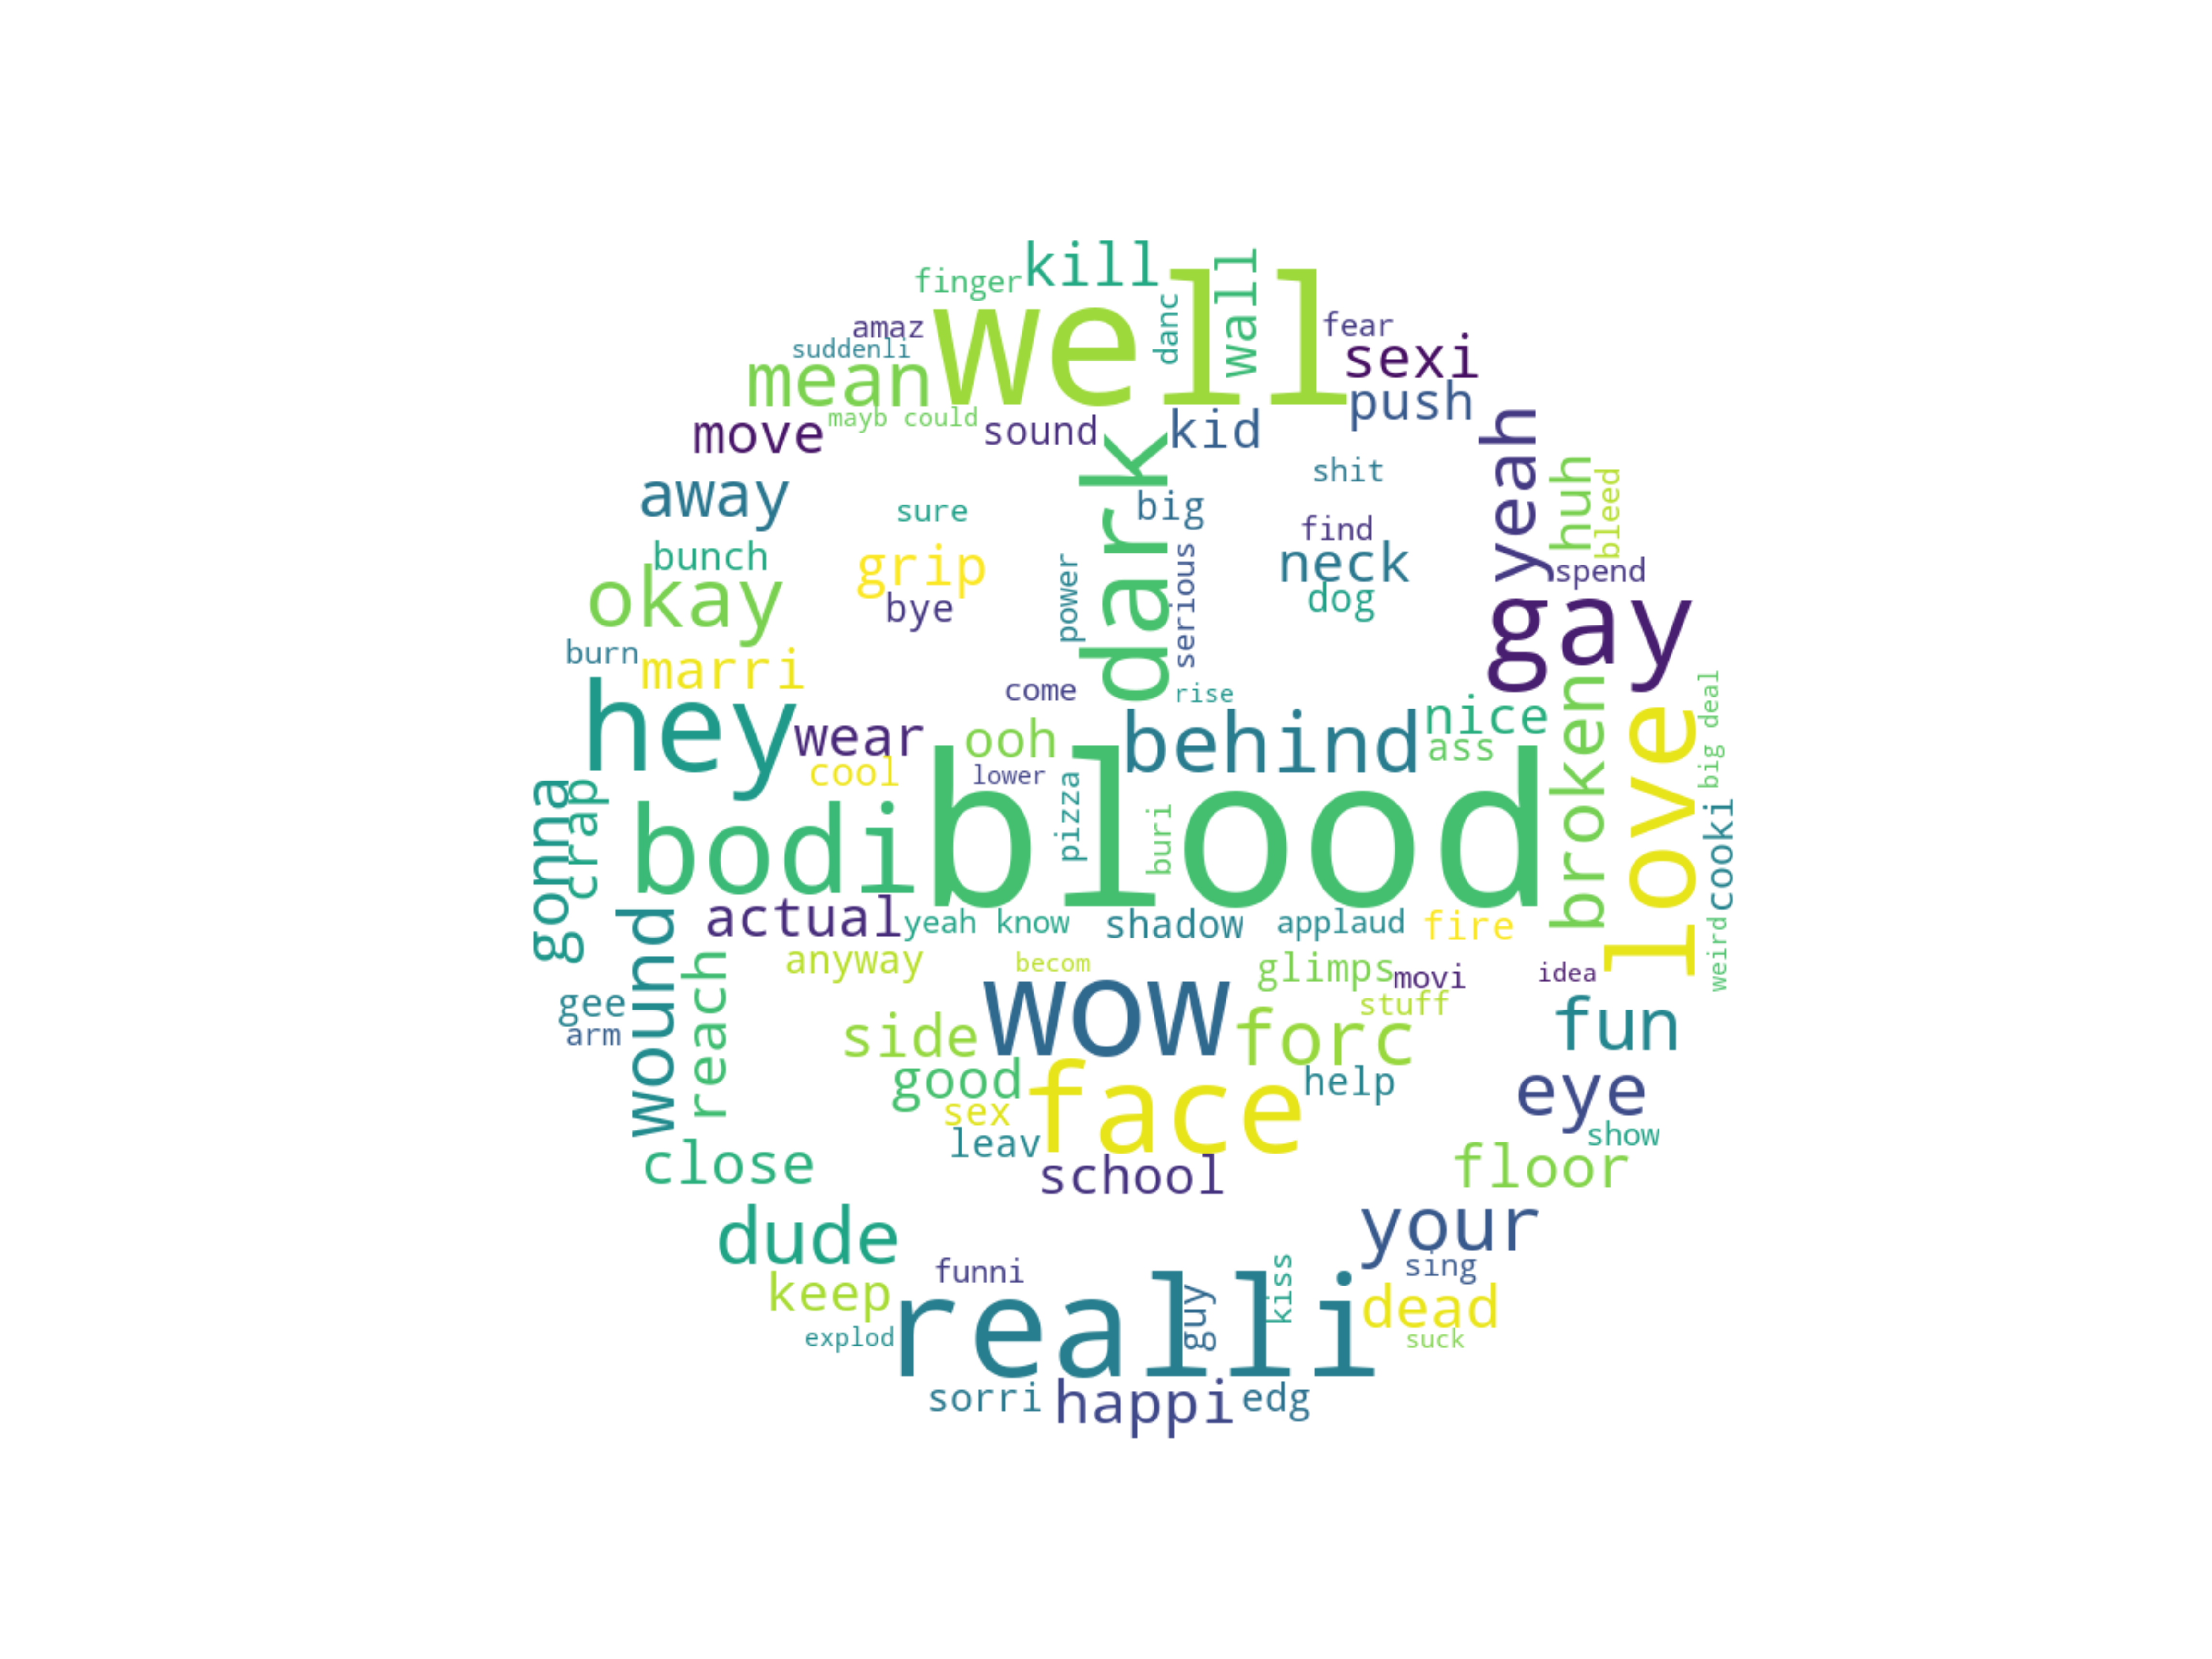 kill
finger
well
wall
danc
amaz
fear
suddenli
sexi
mean
push
mayb could
move
sound
kid
yeah
dark
shit
huh
bleed
away
big
sure
find
bunch
grip
neck
spend
okay
power
serious
bye
dog
gay
burn
marri
come
rise
broken
big deal
hey
wear
ooh
behind
nice
ass
love
cool
lower
pizza
gonna
crap
bodi
blood
buri
cooki
actual
yeah know
shadow
applaud
fire
wound
reach
anyway
becom
glimps
movi
idea
weird
gee
wow
stuff
arm
side
forc
fun
good
face
help
eye
sex
leav
show
close
school
floor
dude
your
funni
kiss
sing
keep
realli
guy
dead
explod
suck
sorri
happi
edg